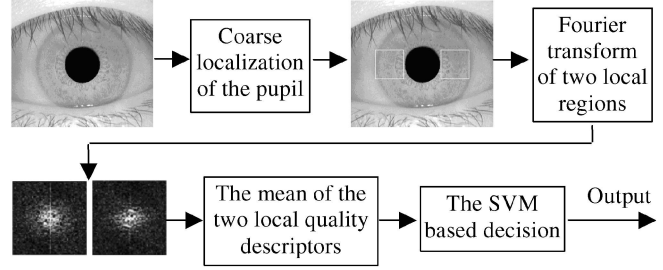 Coarse
localization
of the pupil
Fourier
transform
of two local
regions
The mean of the
two local quality
descriptors
The SVM
based decision
Output